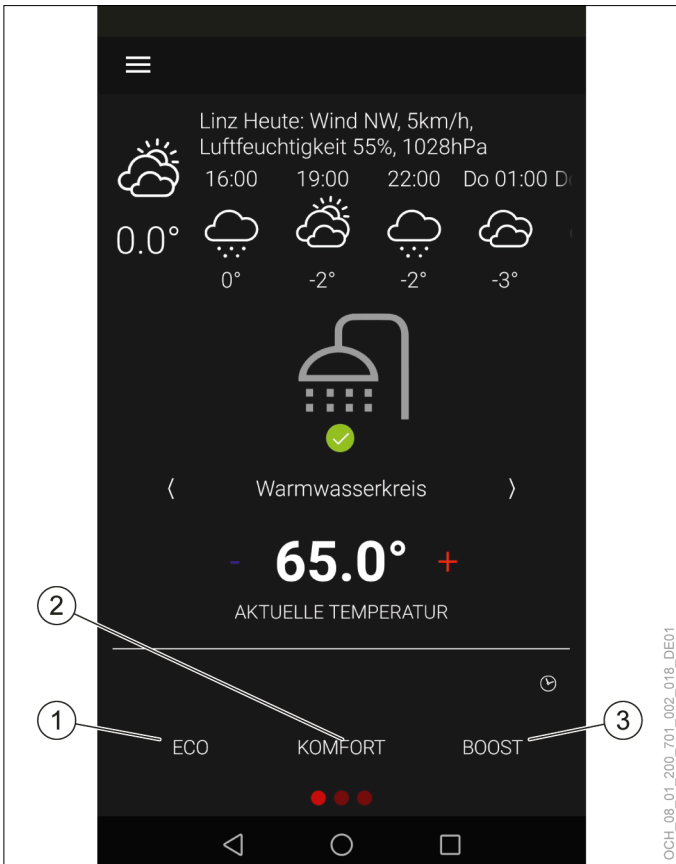 Linz Heute: Wind NW, 5km/h,
Luftfeuchtigkeit 55%, 1028hPa
16:00 19:00 22:00 Do 01:00 Do
0.0°
0° -2° -2° -3°
Warmwasserkreis
- 65.0° +
AKTUELLE TEMPERATUR
2
1
3
ECO KOMFORT BOOST
OCH_08_01_200_701_002_018_DE01